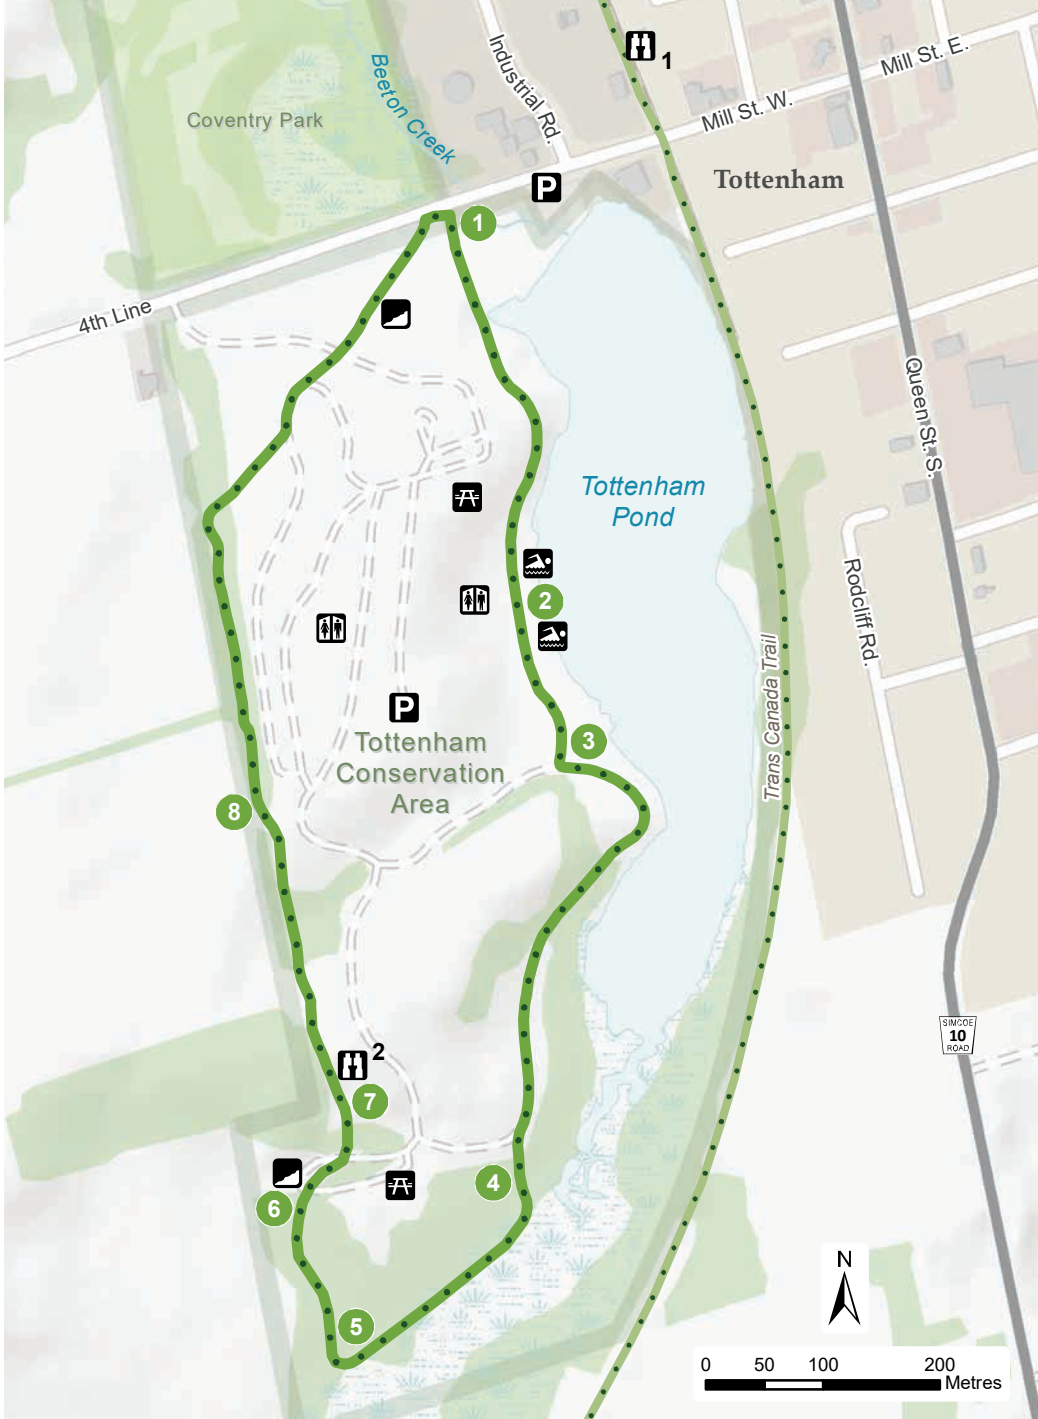 1
Mill St. E.
Industrial Rd.
Beeton Creek
Mill St. W.
Coventry Park
P
Tottenham
1
4th Line
Queen St. S.
Tottenham
Pond
2
Rodcliff Rd.
Trans Canada Trail
P
3
Tottenham
Conservation
Area
8
SIMCOE
10
ROAD
2
7
4
6
N
5
0 50 100 200
Metres